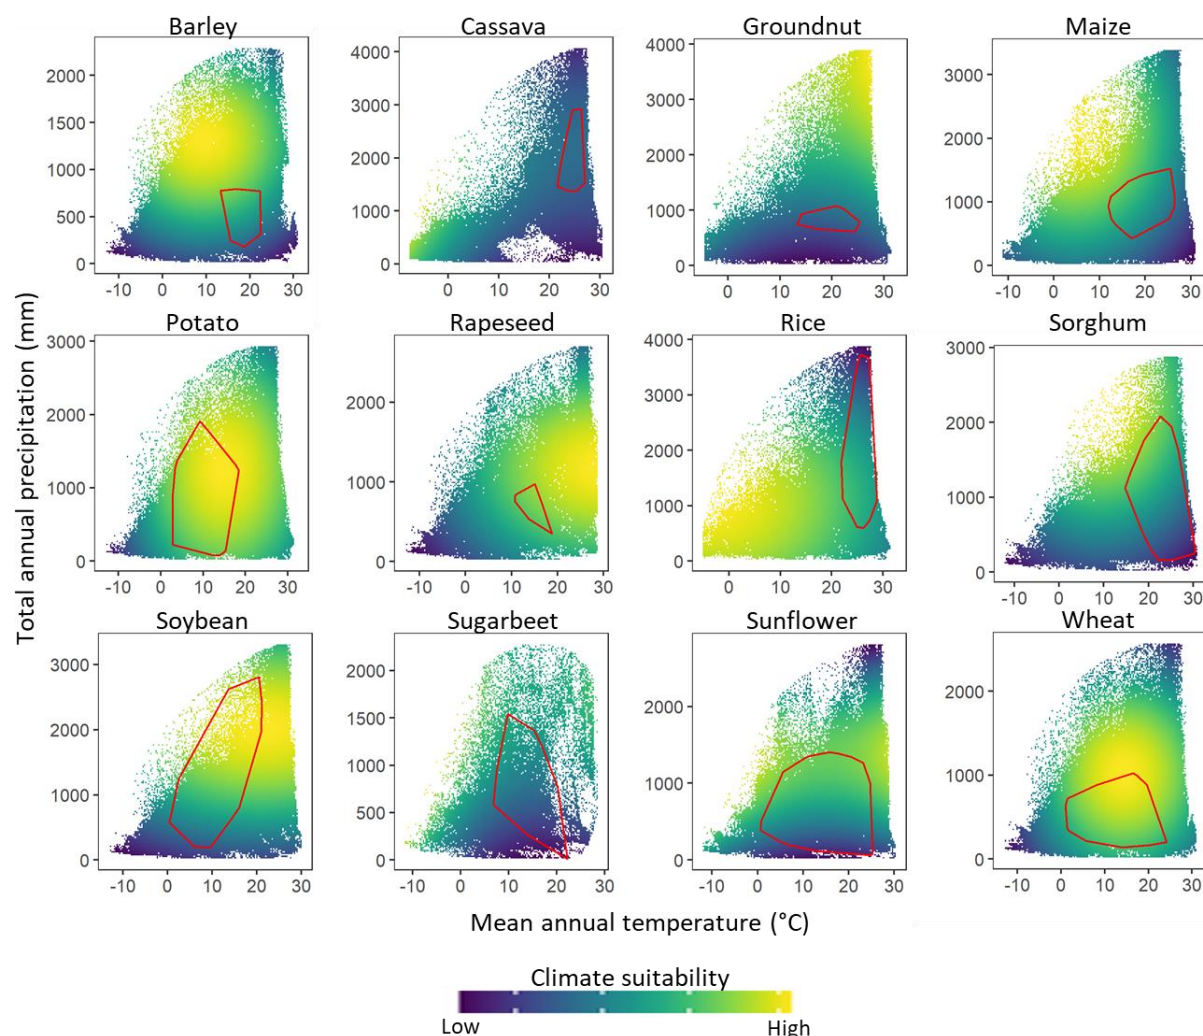 Barley Cassava Groundnut Maize
2000
1500
1000
500
0
-10 0 10 20 30
4000
3000
2000
1000
0
0 10 20 30
4000
3000
2000
1000
0
0 10 20 30
3000
2000
1000
0
-10 0 10 20 30
Total annual precipitation (mm)
Potato Rapeseed Rice Sorghum
3000
2000
1000
0
-10 0 10 20 30
2000
1000
0
-10 0 10 20
4000
3000
2000
1000
0
0 10 20 30
3000
2000
1000
0
-10 0 10 20 30
Soybean Sugarbeet Sunflower Wheat
3000
2000
1000
0
-10 0 10 20 30
2000
1500
1000
500
0
-10 0 10 20 30
2000
1000
0
-10 0 10 20 30
2000
1000
0
-10 0 10 20 30
Mean annual temperature (°C)
Climate suitability
Low High